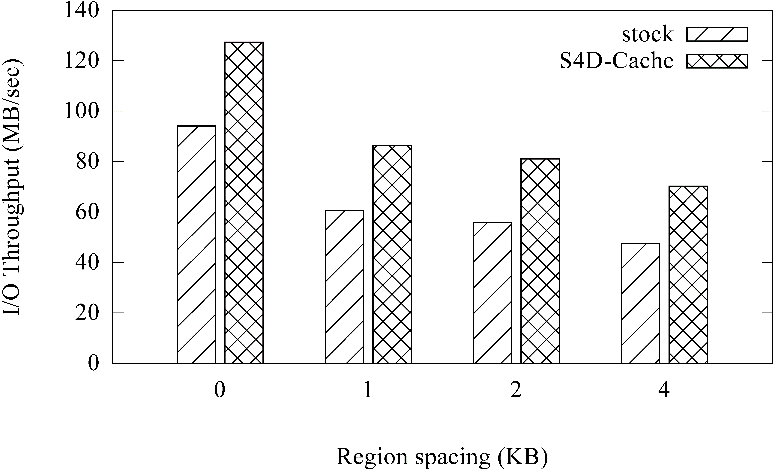 140
120
100
80
60
40
20
0
I/O Throughput (MB/sec)
stock
S4D-Cache
0 1 2 4
Region spacing (KB)